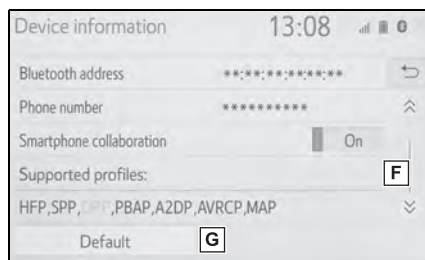 Device information 13:08
Bluetooth address **:**:**:**:**:**
Phone number **********
Smartphone collaboration On
Supported profiles: F
HFP,SPP,OPP,PBAP,A2DP,AVRCP,MAP
Default G